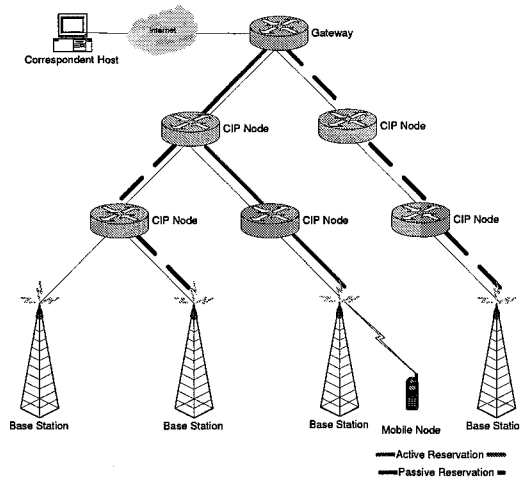 Internet
Gateway
Correspondent Host
CIP Node
CIP Node
CIP Node
CIP Node
CIP Node
Base Station
Base Station
Base Station
Mobile Node
Base Statio
Active Reservation
Passive Reservation